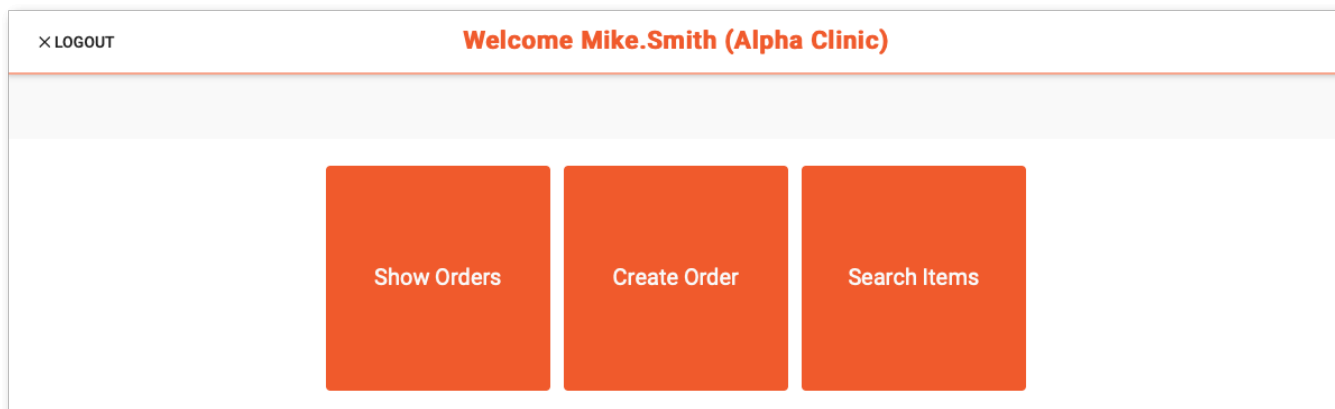 × LOGOUT
Welcome Mike.Smith (Alpha Clinic)
Show Orders
Create Order
Search Items